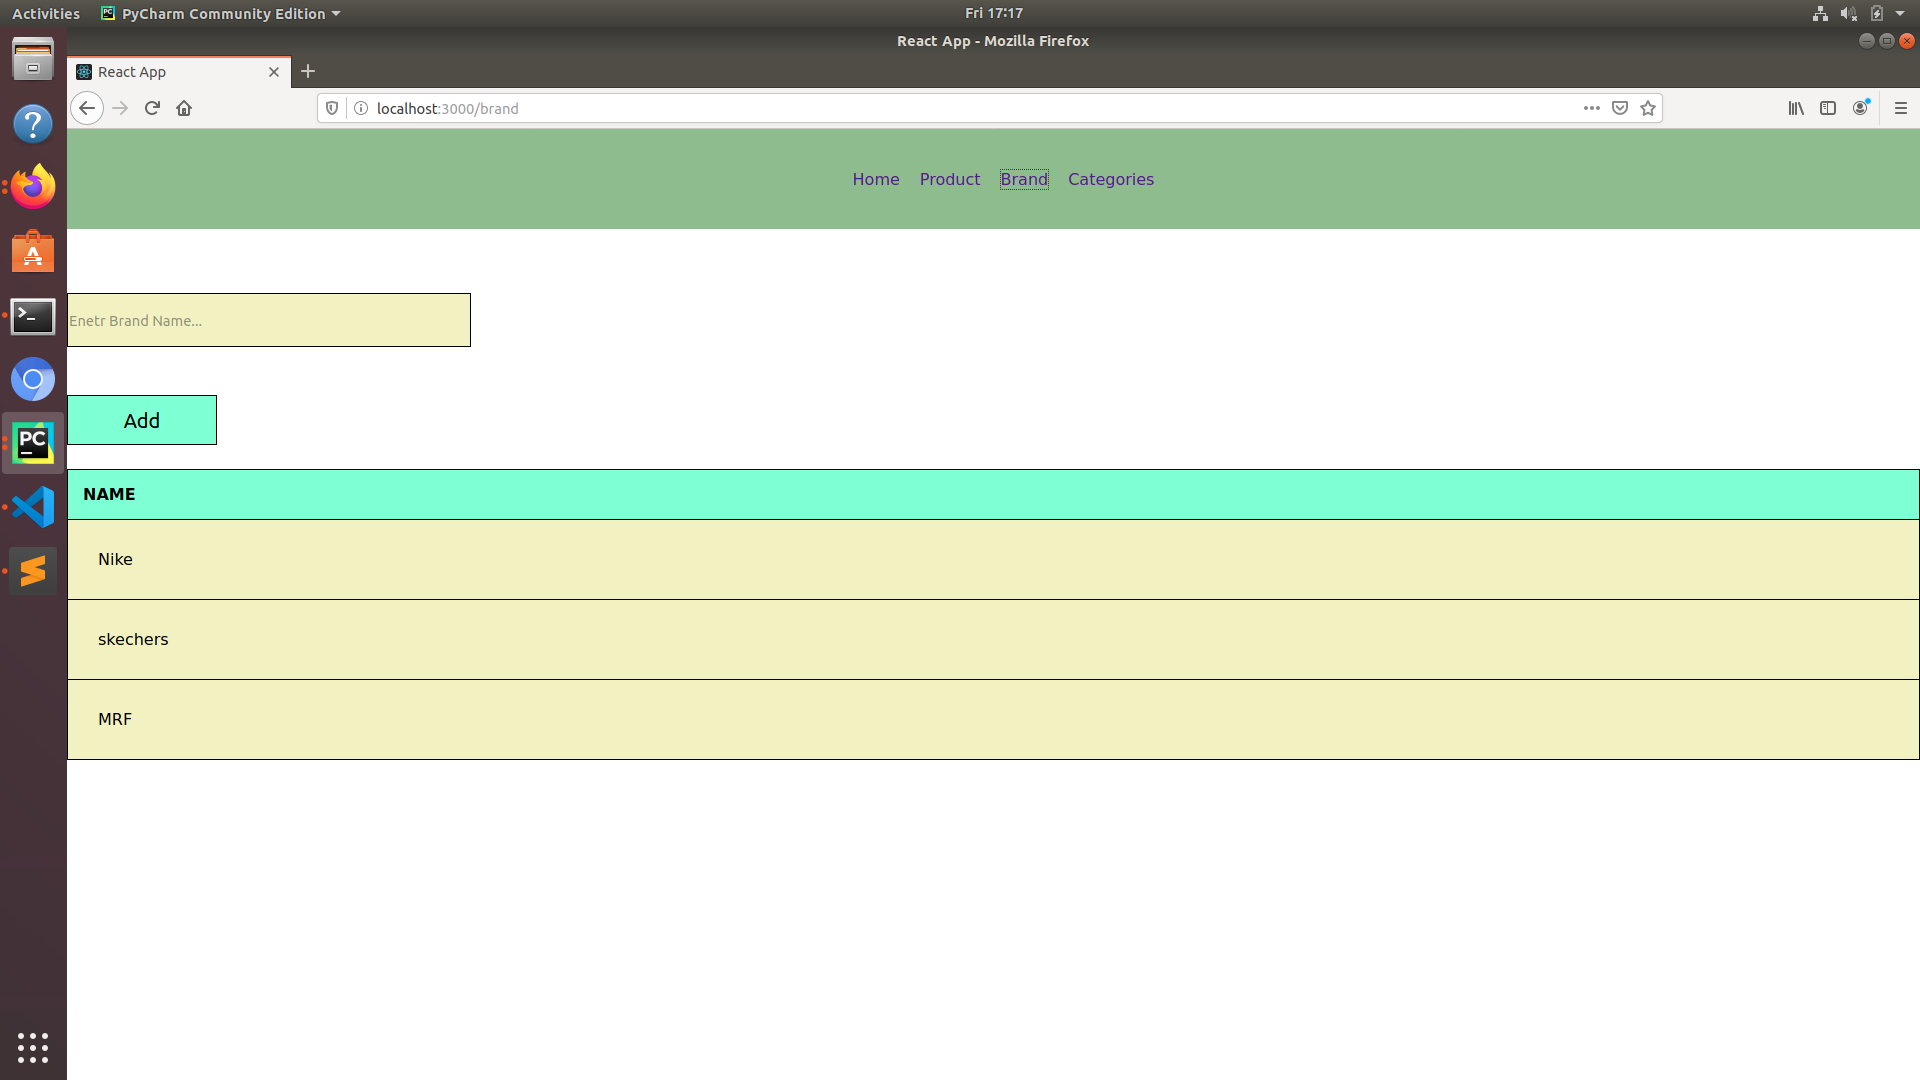 Activities PyCharm Community Edition Fri 17:17
React App - Mozilla Firefox
React App
localhost:3000/brand
Home Product Brand Categories
Enetr Brand Name...
Add
NAME
Nike
skechers
MRF
PC